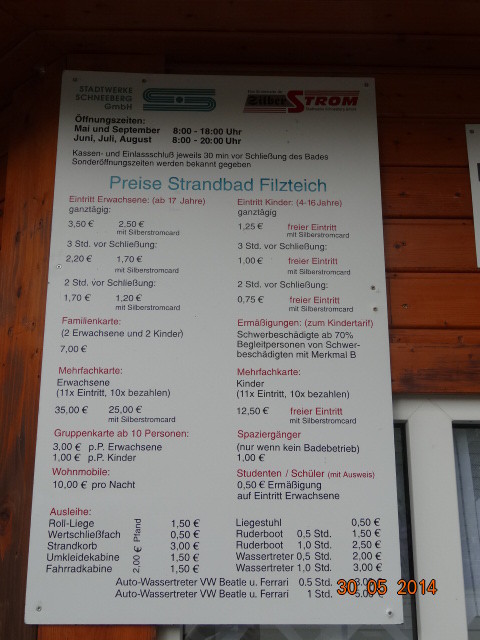 STADTWERKE
SCHNEEBERG
GmbH
Silber STROM
Öffnungszeiten:
Mai und September 8:00 - 18:00 Uhr
Juni, Juli, August 8:00 - 20:00 Uhr
Kassen- und Einlassschluß jeweils 30 min vor Schließung des Bades
Sonderöffnungszeiten werden bekannt gegeben
Preise Strandbad Filzteich
Eintritt Erwachsene: (ab 17 Jahre)
ganztägig:
3,50 € 2,50 €
mit Silberstromcard
3 Std. vor Schließung:
2,20 € 1,70 €
mit Silberstromcard
2 Std. vor Schließung:
1,70 € 1,20 €
mit Silberstromcard
Familienkarte:
(2 Erwachsene und 2 Kinder)
7,00 €
Mehrfachkarte:
Erwachsene
(11x Eintritt, 10x bezahlen)
35,00 € 25,00 €
mit Silberstromcard
Gruppenkarte ab 10 Personen:
3,00 € p.P. Erwachsene
1,00 € p.P. Kinder
Wohnmobile:
10,00 € pro Nacht
Eintritt Kinder: (4-16 Jahre)
ganztägig
1,25 € freier Eintritt
mit Silberstromcard
3 Std. vor Schließung:
1,00 € freier Eintritt
mit Silberstromcard
2 Std. vor Schließung:
0,75 € freier Eintritt
mit Silberstromcard
Ermäßigungen: (zum Kindertarif)
Schwerbeschädigte ab 70%
Begleitpersonen von Schwer-
beschädigten mit Merkmal B
Mehrfachkarte:
Kinder
(11x Eintritt, 10x bezahlen)
12,50 € freier Eintritt
mit Silberstromcard
Spaziergänger
(nur wenn kein Badebetrieb)
1,00 €
Studenten / Schüler (mit Ausweis)
0,50 € Ermäßigung
auf Eintritt Erwachsene
Ausleihe:
Roll-Liege 1,50 €
Wertschließfach 0,50 €
Strandkorb 3,00 €
Umkleidekabine 1,50 €
Fahrradkabine 1,50 €
2,00 € Pfand
Liegestuhl 0,50 €
Ruderboot 0,5 Std. 1,50 €
Ruderboot 1,0 Std. 2,50 €
Wassertreter 0,5 Std. 2,00 €
Wassertreter 1,0 Std. 3,00 €
Auto-Wassertreter VW Beatle u. Ferrari 0.5 Std. 3.00 €
Auto-Wassertreter VW Beatle u. Ferrari 1 Std. 5.00 €
30 05 2014